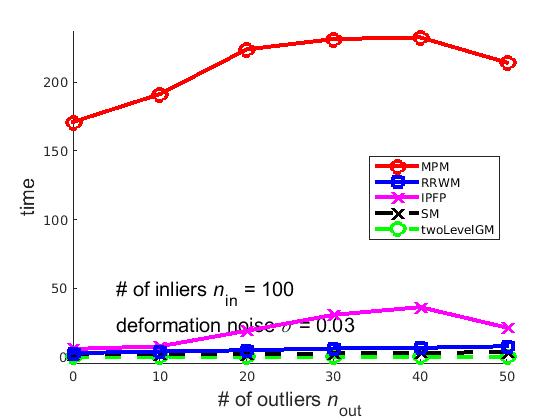 200
150
100
50
0
time
MPM
RRWM
IPFP
SM
twoLevelGM
# of inliers n_in = 100
deformation noise σ = 0.03
0 10 20 30 40 50
# of outliers n_out